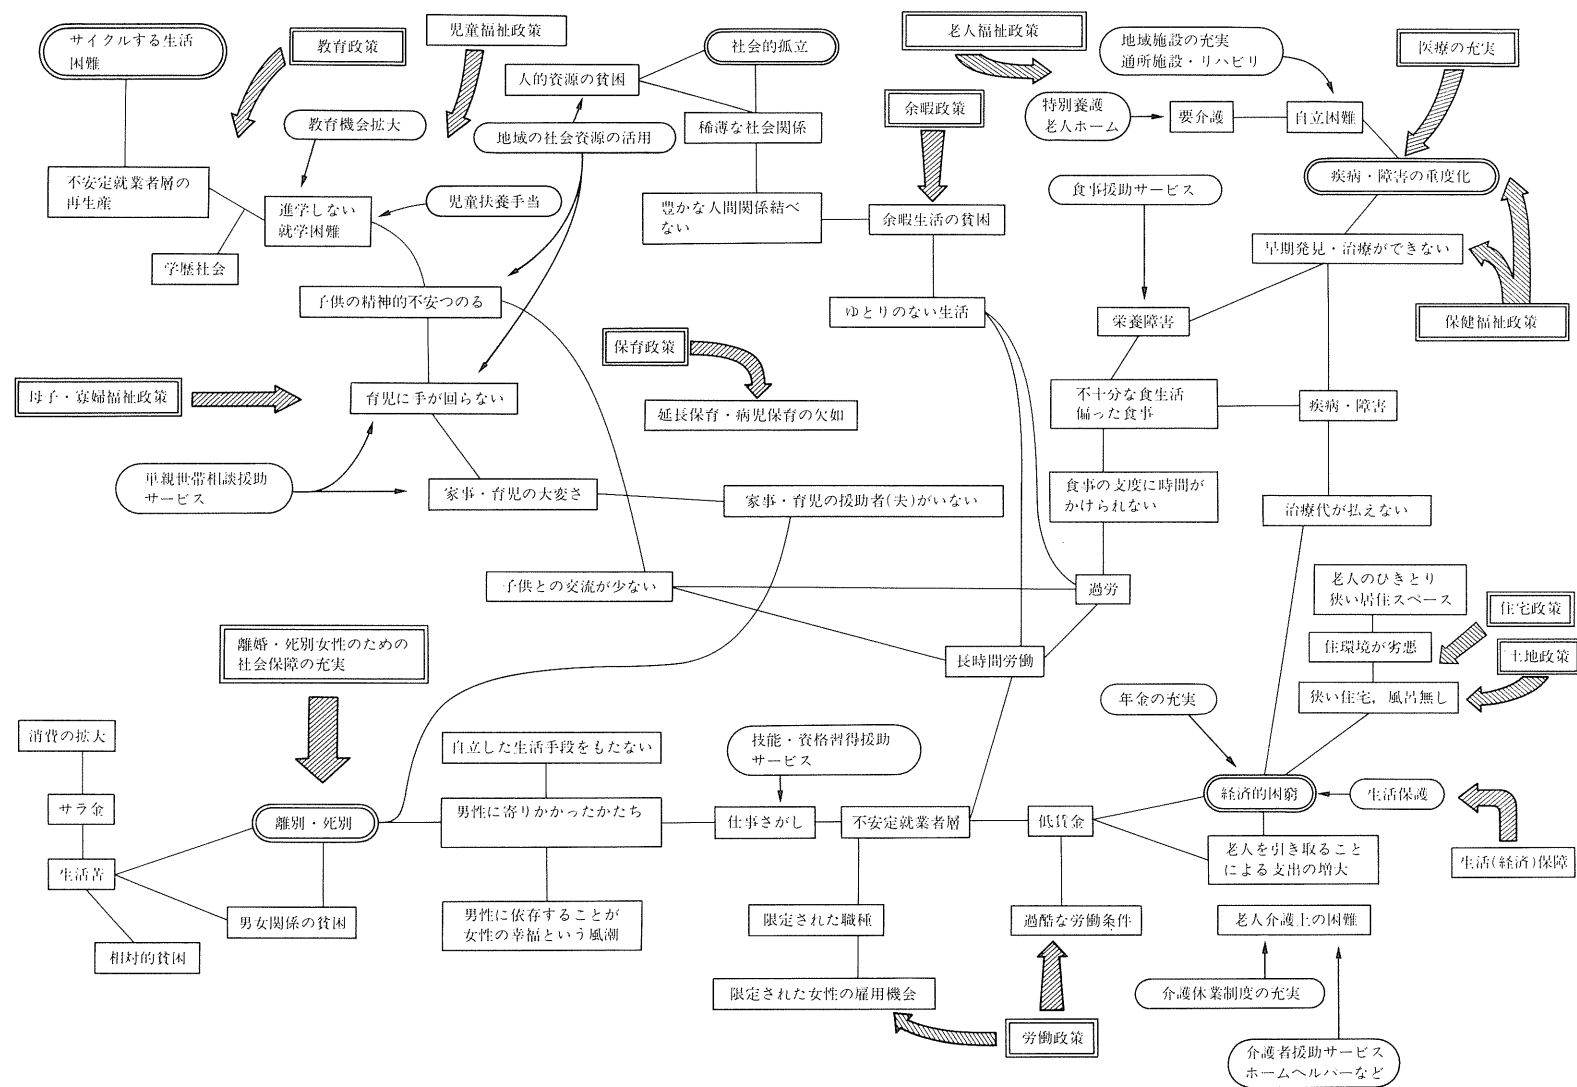 サイクルする生活
困難
教育政策
児童福祉政策
人的資源の貧困
社会的孤立
老人福祉政策
地域施設の充実
通所施設・リハビリ
医療の充実
教育機会拡大
地域の社会資源の活用
稀薄な社会関係
余暇政策
特別養護
老人ホーム
要介護
自立困難
疾病・障害の重度化
不安定就業者層の
再生産
進学しない
就学困難
児童扶養手当
豊かな人間関係結べ
ない
余暇生活の貧困
食事援助サービス
早期発見・治療ができない
学歴社会
子供の精神的不安つのる
ゆとりのない生活
栄養障害
保健福祉政策
保育政策
母子・寡婦福祉政策
育児に手が回らない
延長保育・病児保育の欠如
不十分な食生活
偏った食事
疾病・障害
単親世帯相談援助
サービス
家事・育児の大変さ
家事・育児の援助者(夫)がいない
食事の支度に時間が
かけられない
治療代が払えない
子供との交流が少ない
過労
老人のひきとり
狭い居住スペース
住宅政策
離婚・死別女性のための
社会保障の充実
長時間労働
住環境が劣悪
土地政策
年金の充実
狭い住宅，風呂無し
消費の拡大
自立した生活手段をもたない
技能・資格習得援助
サービス
サラ金
離別・死別
男性に寄りかかったかたち
仕事さがし
不安定就業者層
低賃金
経済的困窮
生活保護
生活苦
老人を引き取ること
による支出の増大
生活(経済)保障
男女関係の貧困
男性に依存することが
女性の幸福という風潮
限定された職種
過酷な労働条件
老人介護上の困難
相対的貧困
限定された女性の雇用機会
介護休業制度の充実
労働政策
介護者援助サービス
ホームヘルパーなど